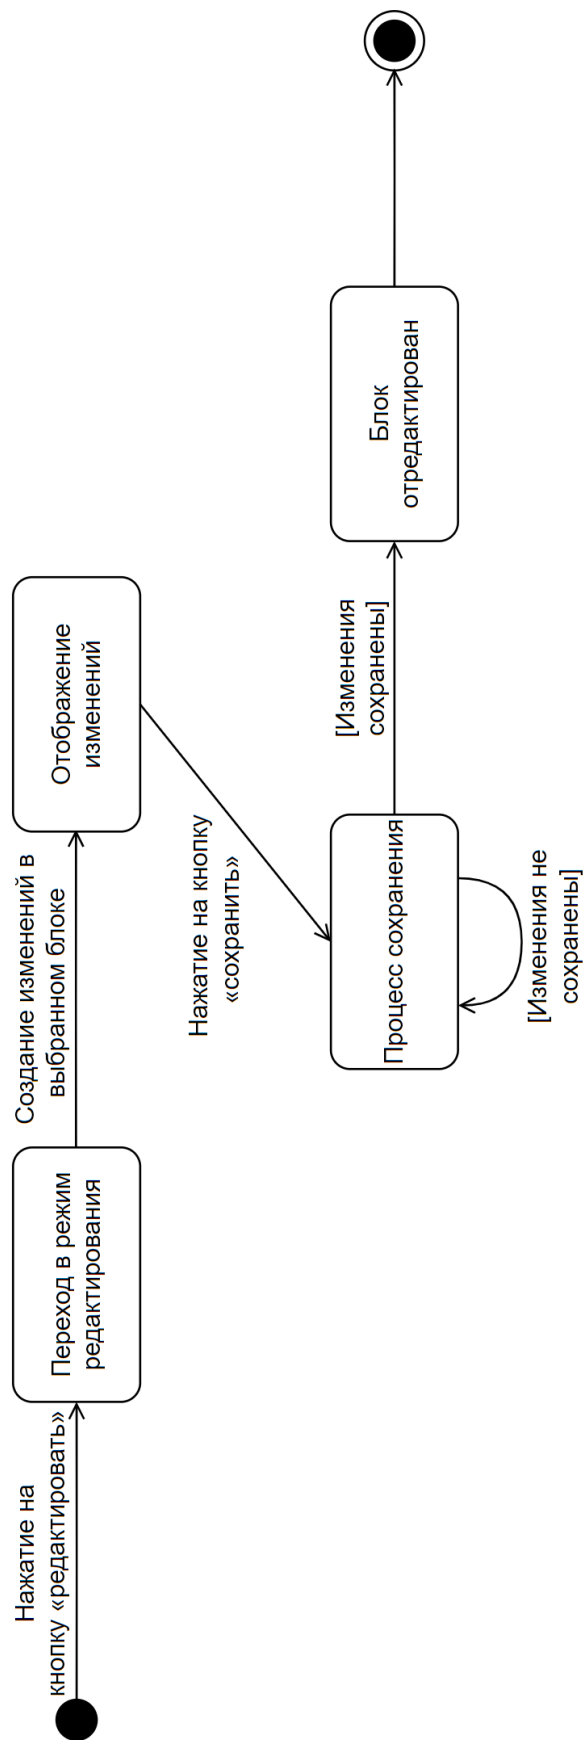 Нажатие на
кнопку «редактировать»
Переход в режим
редактирования
Создание изменений в
выбранном блоке
Отображение
изменений
Нажатие на кнопку
«сохранить»
Процесс сохранения
[Изменения не
сохранены]
[Изменения
сохранены]
Блок
отредактирован